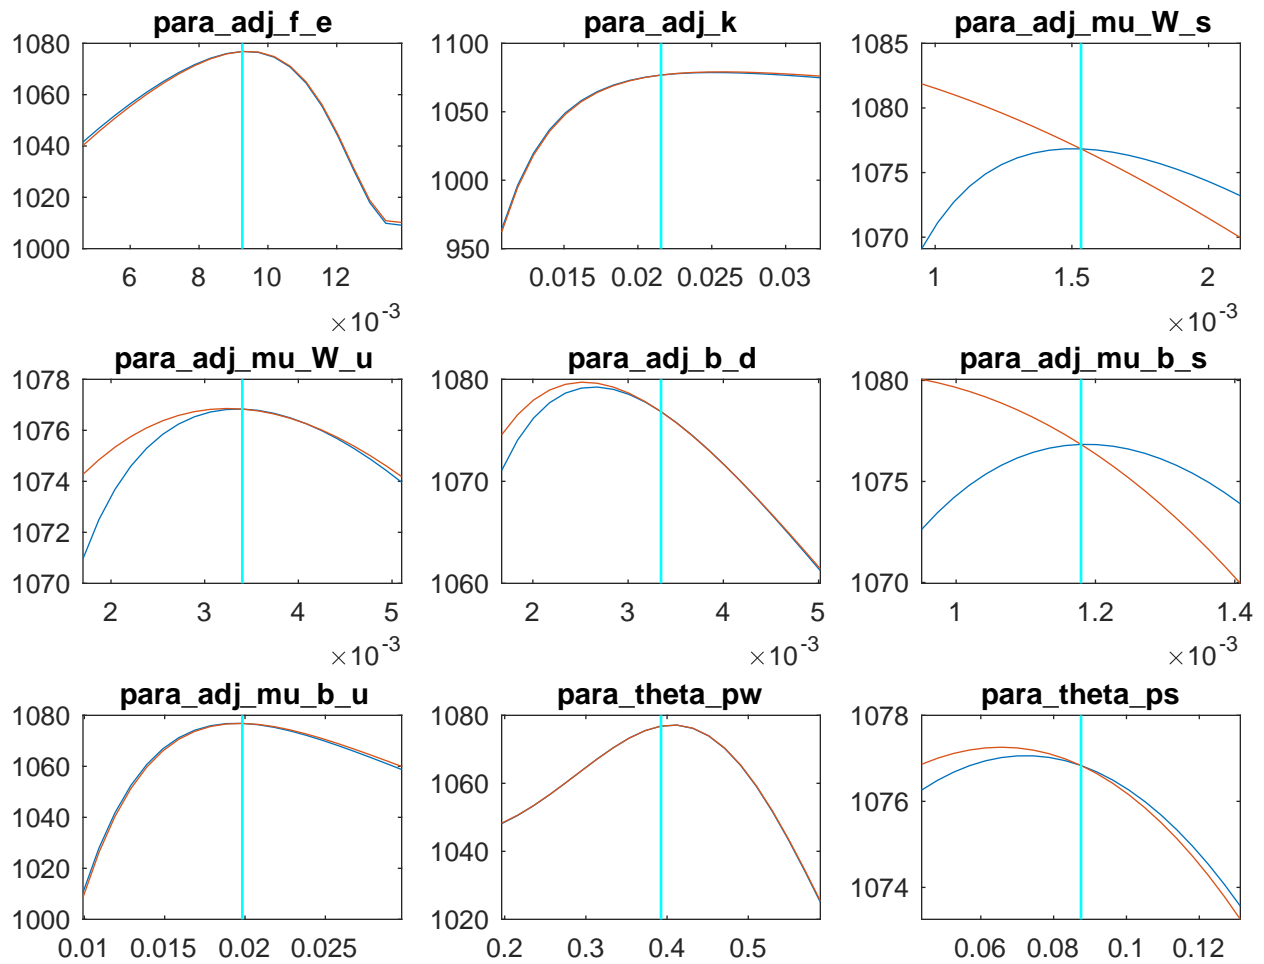 para_adj_f_e
1080
1060
1040
1020
1000
6 8 10 12
×10-3
para_adj_k
1100
1050
1000
950
0.015 0.02 0.025 0.03
para_adj_mu_W_s
1085
1080
1075
1070
1 1.5 2
×10-3
para_adj_mu_W_u
1078
1076
1074
1072
1070
2 3 4 5
×10-3
para_adj_b_d
1080
1070
1060
2 3 4 5
×10-3
para_adj_mu_b_s
1080
1075
1070
1 1.2 1.4
×10-3
para_adj_mu_b_u
1080
1060
1040
1020
1000
0.01 0.015 0.02 0.025
para_theta_pw
1080
1060
1040
1020
0.2 0.3 0.4 0.5
para_theta_ps
1078
1076
1074
0.06 0.08 0.1 0.12